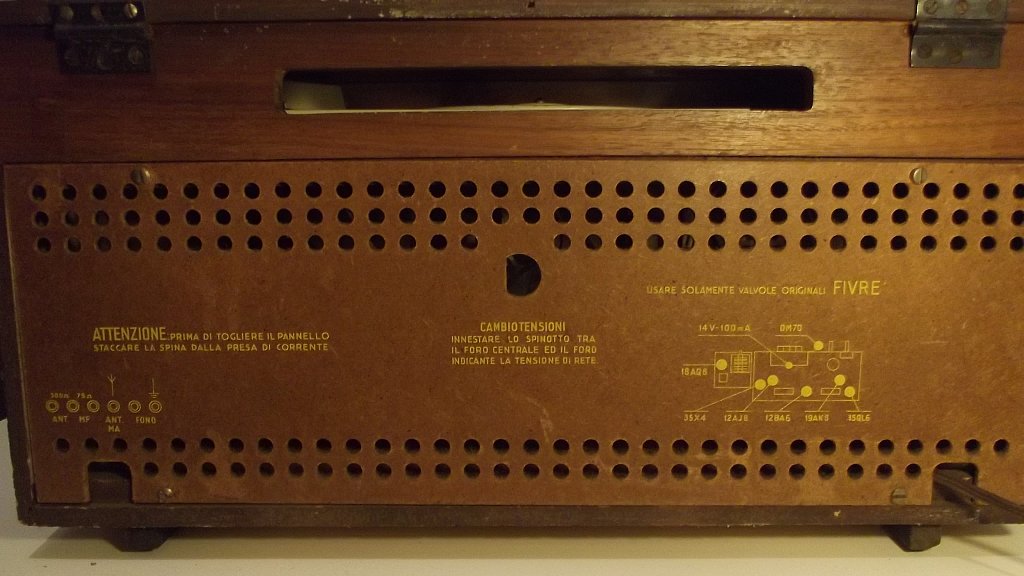 USARE SOLAMENTE VALVOLE ORIGINALI FIVRE
ATTENZIONE: PRIMA DI TOGLIERE IL PANNELLO
STACCARE LA SPINA DALLA PRESA DI CORRENTE
CAMBIOTENSIONI
INNESTARE LO SPINOTTO TRA
IL FORO CENTRALE ED IL FORO
INDICANTE LA TENSIONE DI RETE
14V-100mA DM70
18AQ8
35X4 12AJ8 12BA6 19AK8 35QL6
300Ω 75Ω
ANT. MF ANT. FONO
MA